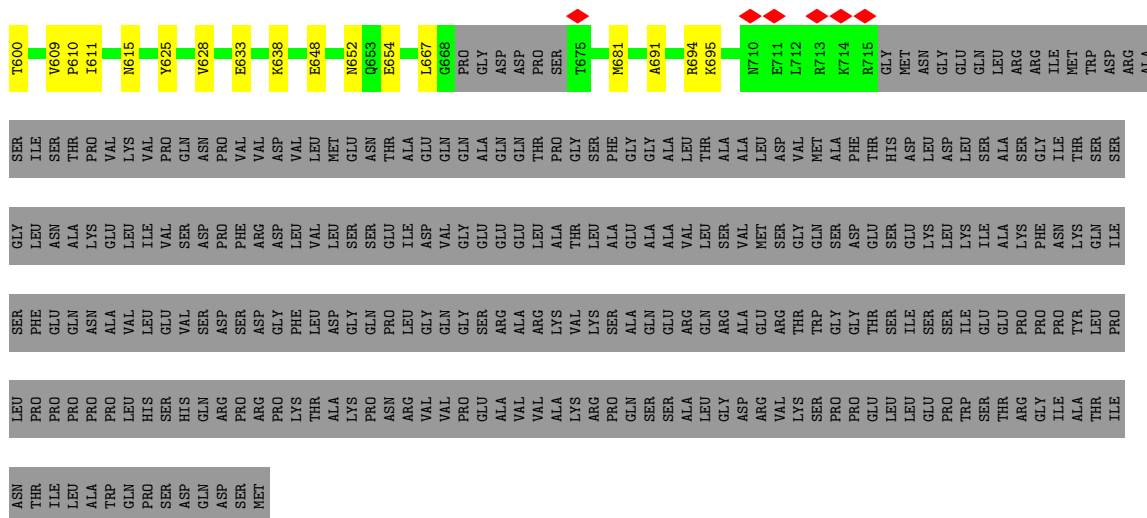 T600 V609 P610 I611 N615 Y625 V628 E633 K638 E648 N652 Q653 E654 L667 G668 PRO GLY ASP ASP PRO SER T675 M681 A691 R694 K695 N710 E711 L712 R713 K714 R715 GLY MET ASN GLY GLU GLN LEU ARG ARG ILE MET TRP ASP ARG ALA
SER ILE SER THR PRO VAL LYS VAL PRO GLN ASN PRO VAL VAL ASP VAL LEU MET GLU ASN THR ALA GLU GLN GLN ALA GLN GLN THR PRO GLY SER PHE GLY GLY ALA LEU THR ALA ALA LEU ASP VAL MET ALA PHE THR HIS ASP LEU ASP LEU SER ALA SER GLY ILE THR SER SER
GLY LEU ASN ALA LYS GLU LEU ILE VAL SER ASP PRO PHE ARG ASP LEU VAL LEU SER SER GLU ILE ASP VAL GLY GLU GLU GLU LEU ALA THR LEU ALA GLU ALA ALA VAL LEU SER VAL MET SER GLY GLN SER ASP GLU SER GLU LYS LEU LYS ILE ALA LYS PHE ASN LYS GLN ILE
SER PHE GLU GLN ASN ALA VAL LEU GLU VAL SER ASP SER ASP GLY PHE LEU ASP GLY GLN PRO LEU GLY GLN GLY SER ARG ALA ARG LYS VAL LYS SER ALA GLN GLU ARG GLN ARG ALA GLU ARG THR TRP GLY GLY THR SER ILE SER SER ILE GLU GLU PRO PRO PRO TYR LEU PRO
LEU PRO PRO PRO PRO PRO LEU HIS SER HIS GLN ARG PRO ARG PRO LYS THR ALA LYS PRO ASN ARG VAL VAL PRO GLU ALA VAL VAL ALA LYS ARG PRO GLN SER SER ALA LEU GLY ASP ARG VAL LYS SER PRO PRO GLU LEU LEU GLU PRO TRP SER THR ARG GLY ILE ALA THR ILE
ASN THR ILE LEU ALA TRP GLN PRO SER ASP GLN ASP SER MET